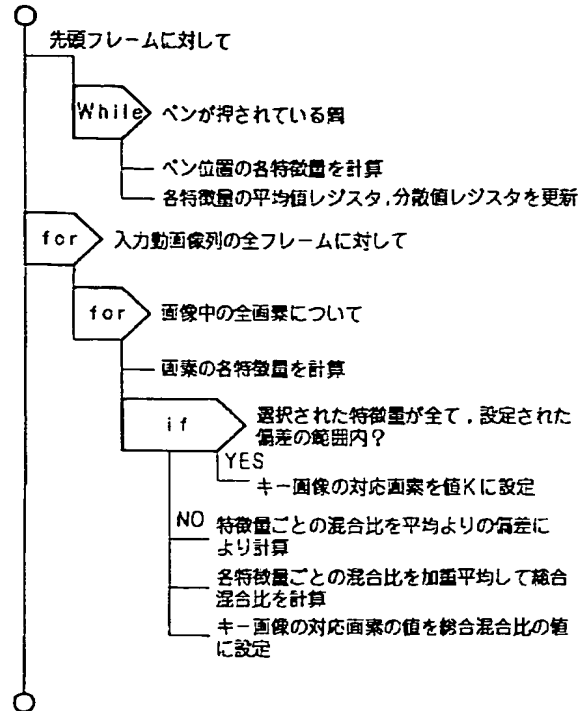 先頭フレームに対して
While ペンが押されている間
ペン位置の各特徴量を計算
各特徴量の平均値レジスタ,分散値レジスタを更新
for 入力動画像列の全フレームに対して
for 画像中の全画素について
画素の各特徴量を計算
if 選択された特徴量が全て,設定された
偏差の範囲内?
YES
キー画像の対応画素を値Kに設定
NO 特徴量ごとの混合比を平均よりの偏差に
より計算
各特徴量ごとの混合比を加重平均して総合
混合比を計算
キー画像の対応画素の値を総合混合比の値
に設定